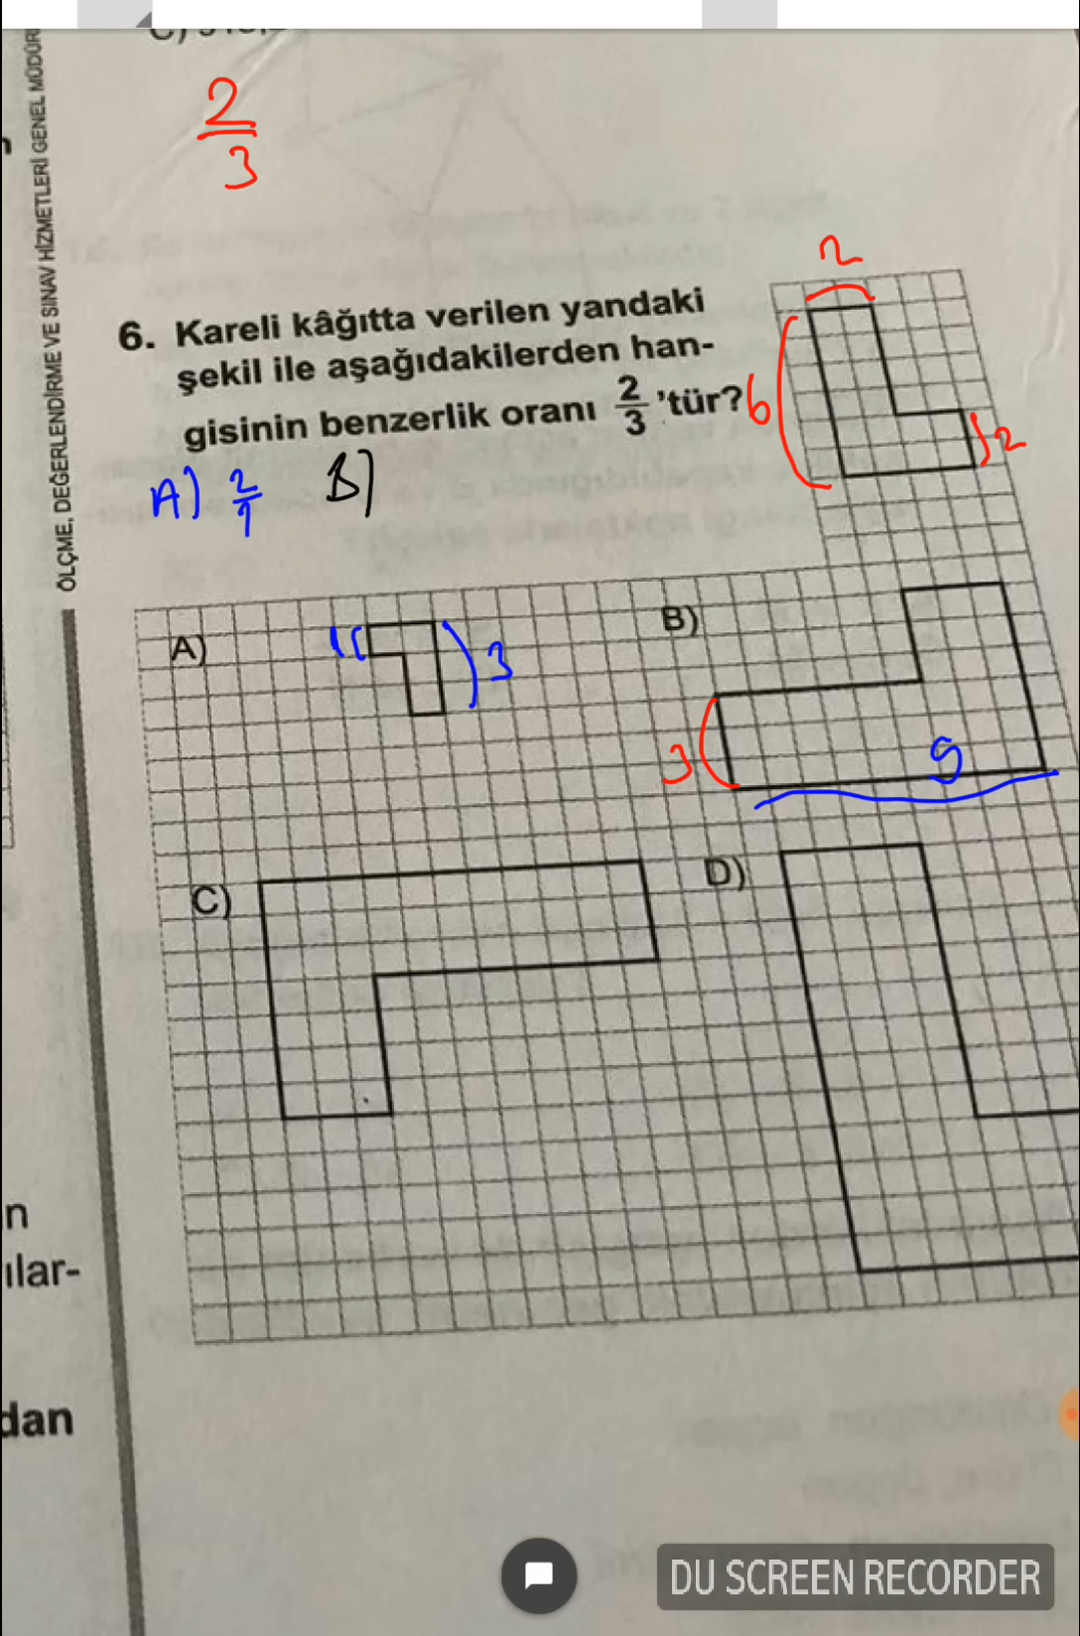 ÖLÇME, DEĞERLENDİRME VE SINAV HİZMETLERİ GENEL MÜDÜR
2
3
6. Kareli kâğıtta verilen yandaki
şekil ile aşağıdakilerden han-
gisinin benzerlik oranı 2/3 'tür?
2
6
2
A) 2/1 B)
A)
1
3
B)
3
9
C)
D)
n
ılar-
dan
DU SCREEN RECORDER